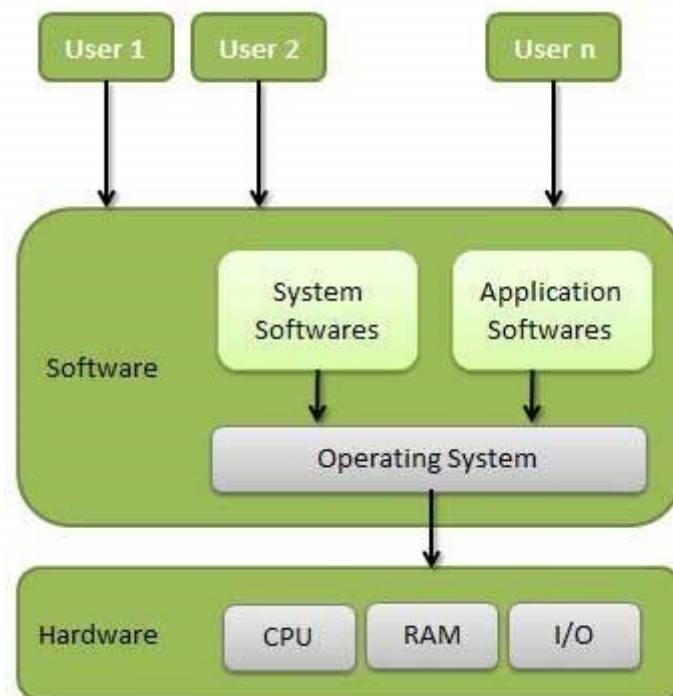 User 1
User 2
User n
System
Softwares
Application
Softwares
Software
Operating System
Hardware
CPU
RAM
I/O